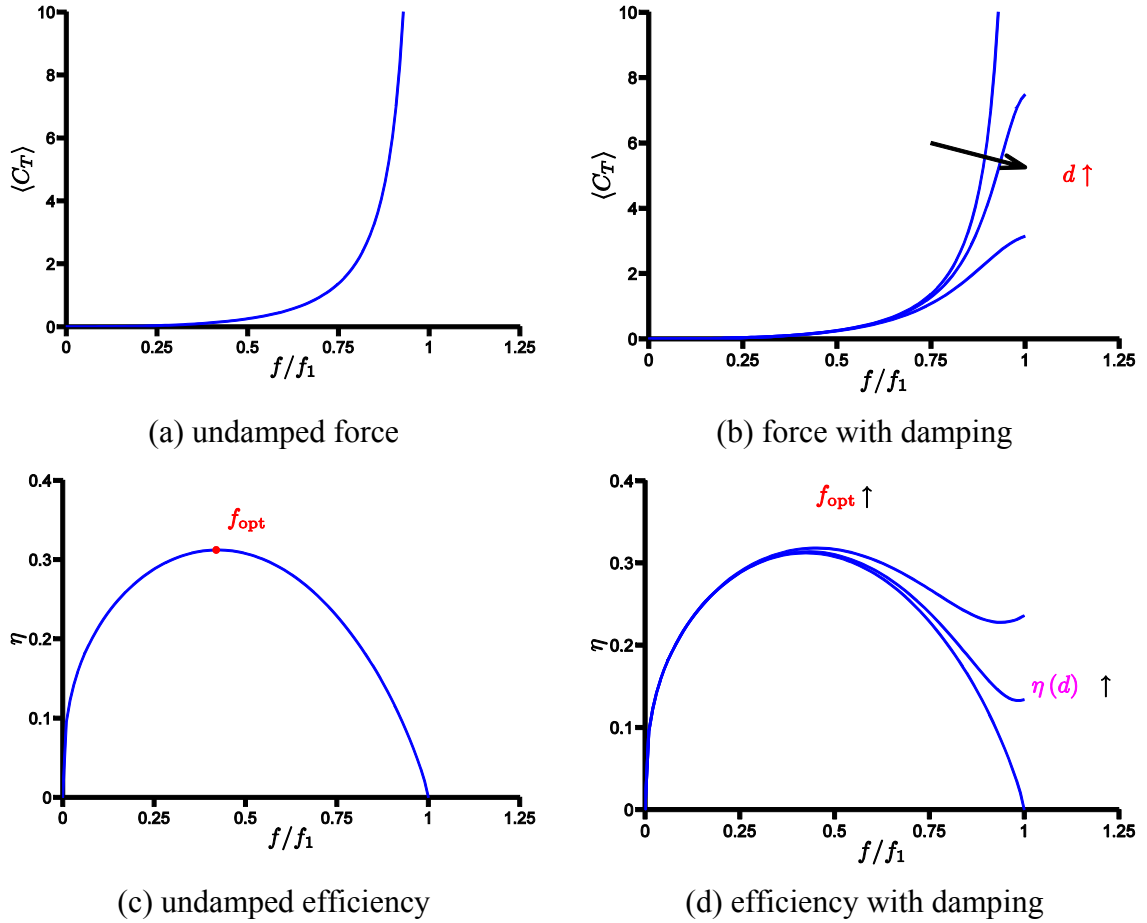 10
8
6
4
2
0
⟨C_T⟩
0 0.25 0.5 0.75 1 1.25
f/f₁
(a) undamped force
10
8
6
4
2
0
⟨C_T⟩
d ↑
0 0.25 0.5 0.75 1 1.25
f/f₁
(b) force with damping
0.4
0.3
0.2
0.1
0
η
f_opt
0 0.25 0.5 0.75 1 1.25
f/f₁
(c) undamped efficiency
0.4
0.3
0.2
0.1
0
η
f_opt ↑
η (d) ↑
0 0.25 0.5 0.75 1 1.25
f/f₁
(d) efficiency with damping